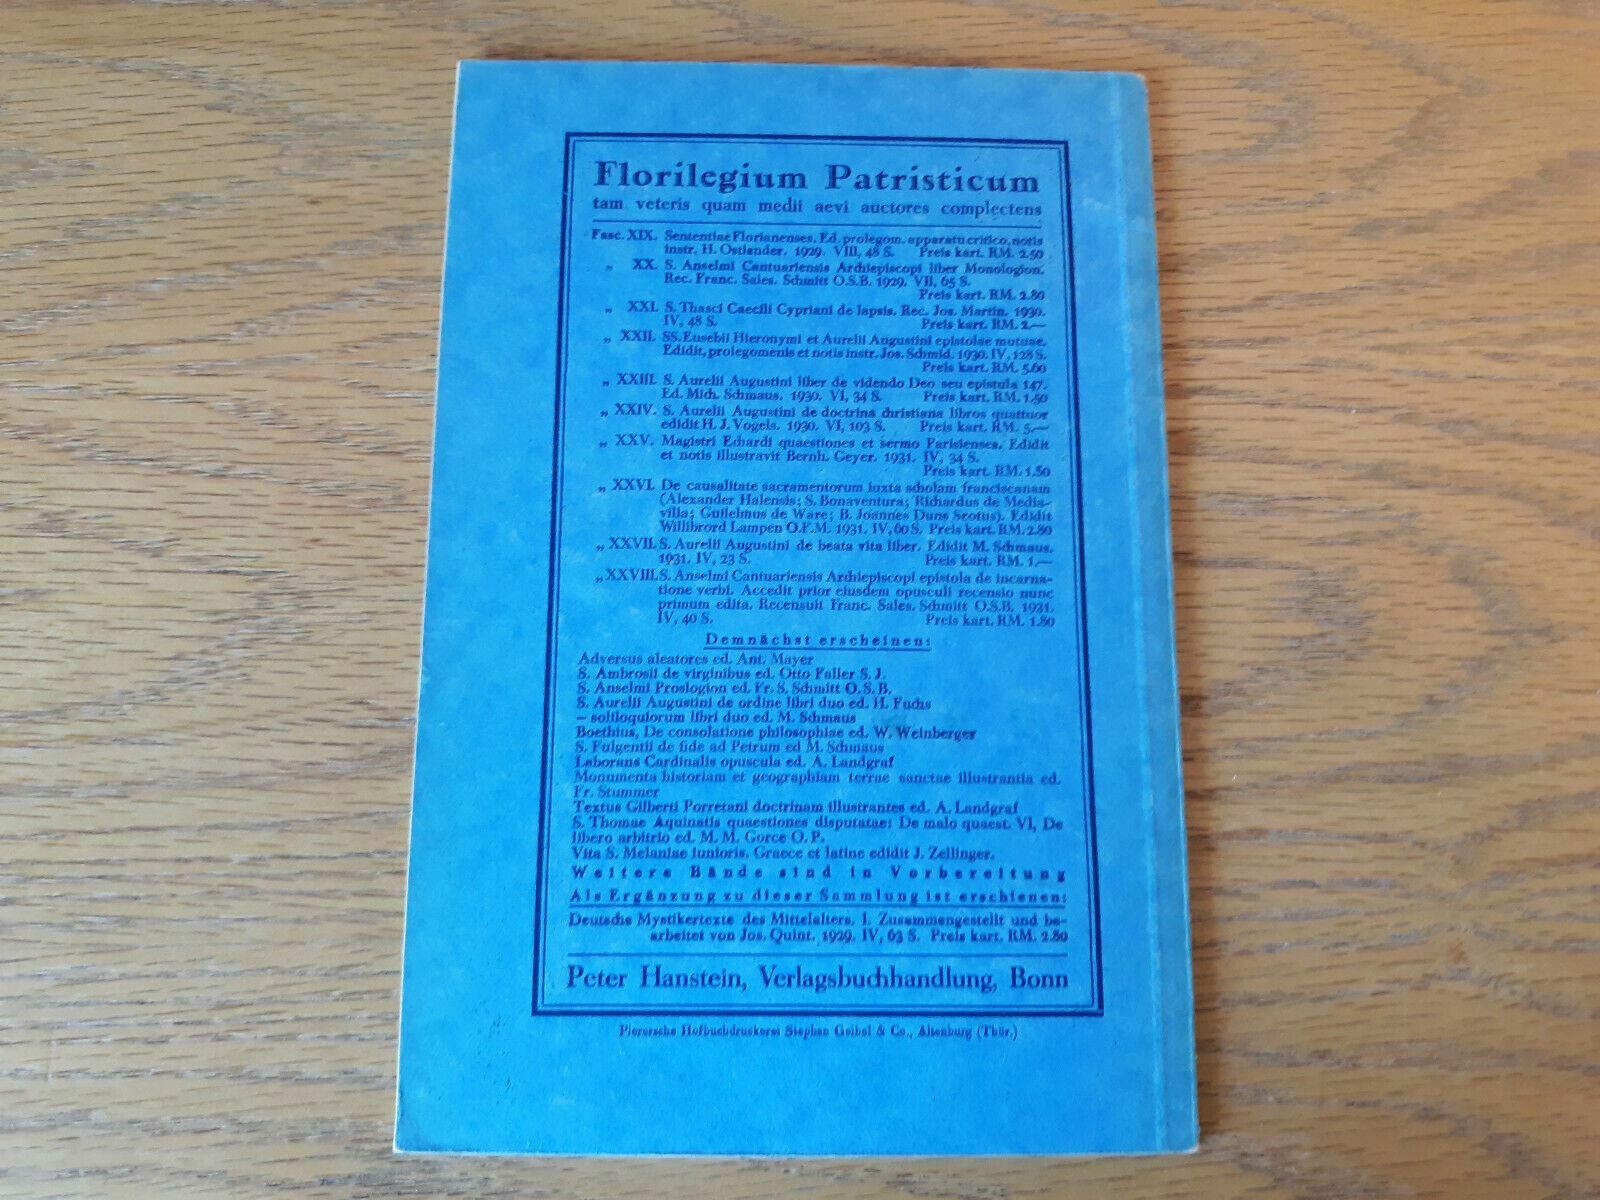 Florilegium Patristicum
tam veteris quam medii aevi auctores complectens
Fasc. XIX. Sententiae Florianenses. Ed. prolegom. apparatu critico, notis
instr. H. Ostlender. 1929. VIII, 48 S. Preis kart. RM. 2.50
„ XX. S. Anselmi Cantuariensis Archiepiscopi liber Monologion.
Rec. Franc. Sales. Schmitt O.S.B. 1929. VII, 65 S.
Preis kart. RM. 2.80
„ XXI. S. Thasci Caecili Cypriani de lapsis. Rec. Jos. Martin. 1930.
IV, 48 S. Preis kart. RM. 2.—
„ XXII. SS. Eusebii Hieronymi et Aurelii Augustini epistolae mutuae.
Edidit, prolegomenis et notis instr. Jos. Schmid. 1930. IV, 128 S.
Preis kart. RM. 5.60
„ XXIII. S. Aurelii Augustini liber de videndo Deo seu epistula 147.
Ed. Mich. Schmaus. 1930. VI, 34 S. Preis kart. RM. 1.50
„ XXIV. S. Aurelii Augustini de doctrina christiana libros quattuor
edidit H. J. Vogels. 1930. VI, 103 S. Preis kart. RM. 5.—
„ XXV. Magistri Echardi quaestiones et sermo Parisienses. Edidit
et notis illustravit Bernh. Geyer. 1931. IV, 34 S.
Preis kart. RM. 1.50
„ XXVI. De causalitate sacramentorum iuxta scholam franciscanam
(Alexander Halensis; S. Bonaventura; Richardus de Media-
villa; Guilelmus de Ware; B. Joannes Duns Scotus). Edidit
Willibrord Lampen O.F.M. 1931. IV, 60 S. Preis kart. RM. 2.80
„ XXVII. S. Aurelii Augustini de beata vita liber. Edidit M. Schmaus.
1931. IV, 23 S. Preis kart. RM. 1.—
„ XXVIII. S. Anselmi Cantuariensis Archiepiscopi epistola de incarna-
tione verbi. Accedit prior eiusdem opusculi recensio nunc
primum edita. Recensuit Franc. Sales. Schmitt O.S.B. 1931.
IV, 40 S. Preis kart. RM. 1.80
Demnächst erscheinen:
Adversus aleatores ed. Ant. Mayer
S. Ambrosii de virginibus ed. Otto Faller S. J.
S. Anselmi Proslogion ed. Fr. S. Schmitt O. S. B.
S. Aurelii Augustini de ordine libri duo ed. H. Fuchs
— soliloquiorum libri duo ed. M. Schmaus
Boethius, De consolatione philosophiae ed. W. Weinberger
S. Fulgentii de fide ad Petrum ed M. Schmaus
Laborans Cardinalis opuscula ed. A. Landgraf
Monumenta historiam et geographiam terrae sanctae illustrantia ed.
Fr. Stummer
Textus Gilberti Porretani doctrinam illustrantes ed. A. Landgraf
S. Thomae Aquinatis quaestiones disputatae: De malo quaest. VI, De
libero arbitrio ed. M. M. Gorce O. P.
Vita S. Melaniae iunioris. Graece et latine edidit J. Zellinger.
Weitere Bände sind in Vorbereitung
Als Ergänzung zu dieser Sammlung ist erschienen:
Deutsche Mystikertexte des Mittelalters. I. Zusammengestellt und be-
arbeitet von Jos. Quint. 1929. IV, 63 S. Preis kart. RM. 2.80
Peter Hanstein, Verlagsbuchhandlung, Bonn
Pierersche Hofbuchdruckerei Stephan Geibel & Co., Altenburg (Thür.)